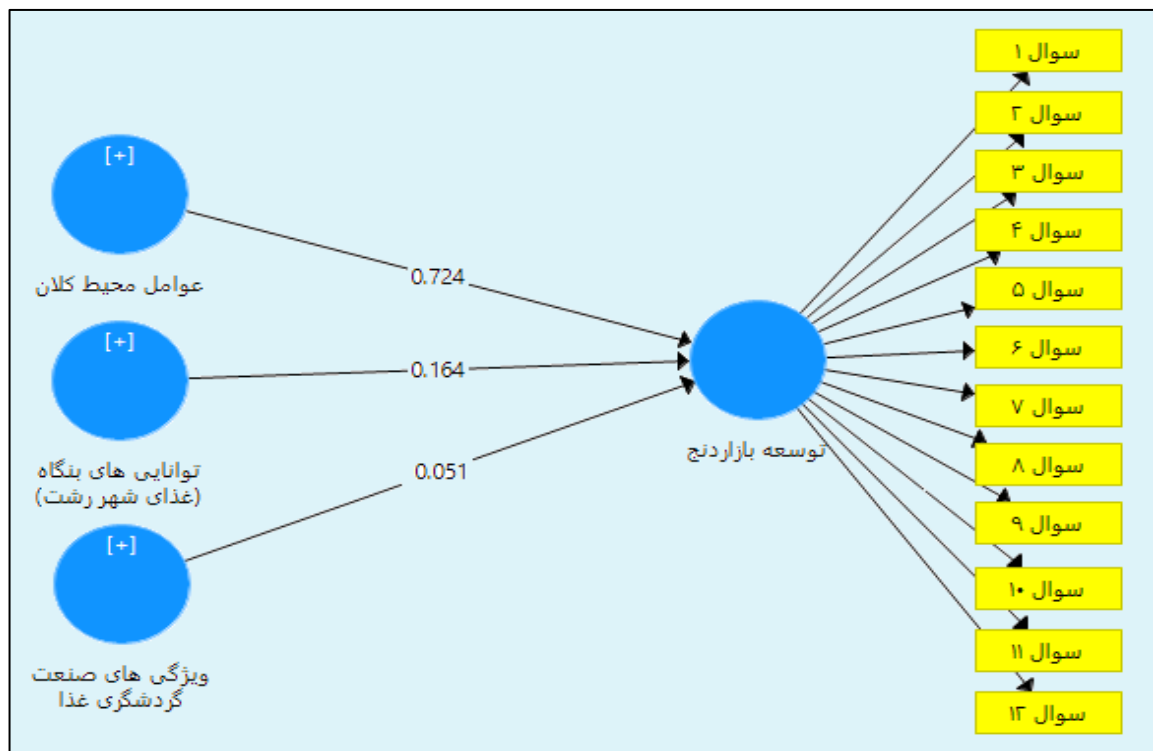 [+]
عوامل محیط کلان
[+]
توانایی های بنگاه
(غذای شهر رشت)
[+]
ویژگی های صنعت
گردشگری غذا
0.724
0.164
0.051
توسعه بازاردنج
سوال ۱
سوال ۲
سوال ۳
سوال ۴
سوال ۵
سوال ۶
سوال ۷
سوال ۸
سوال ۹
سوال ۱۰
سوال ۱۱
سوال ۱۲